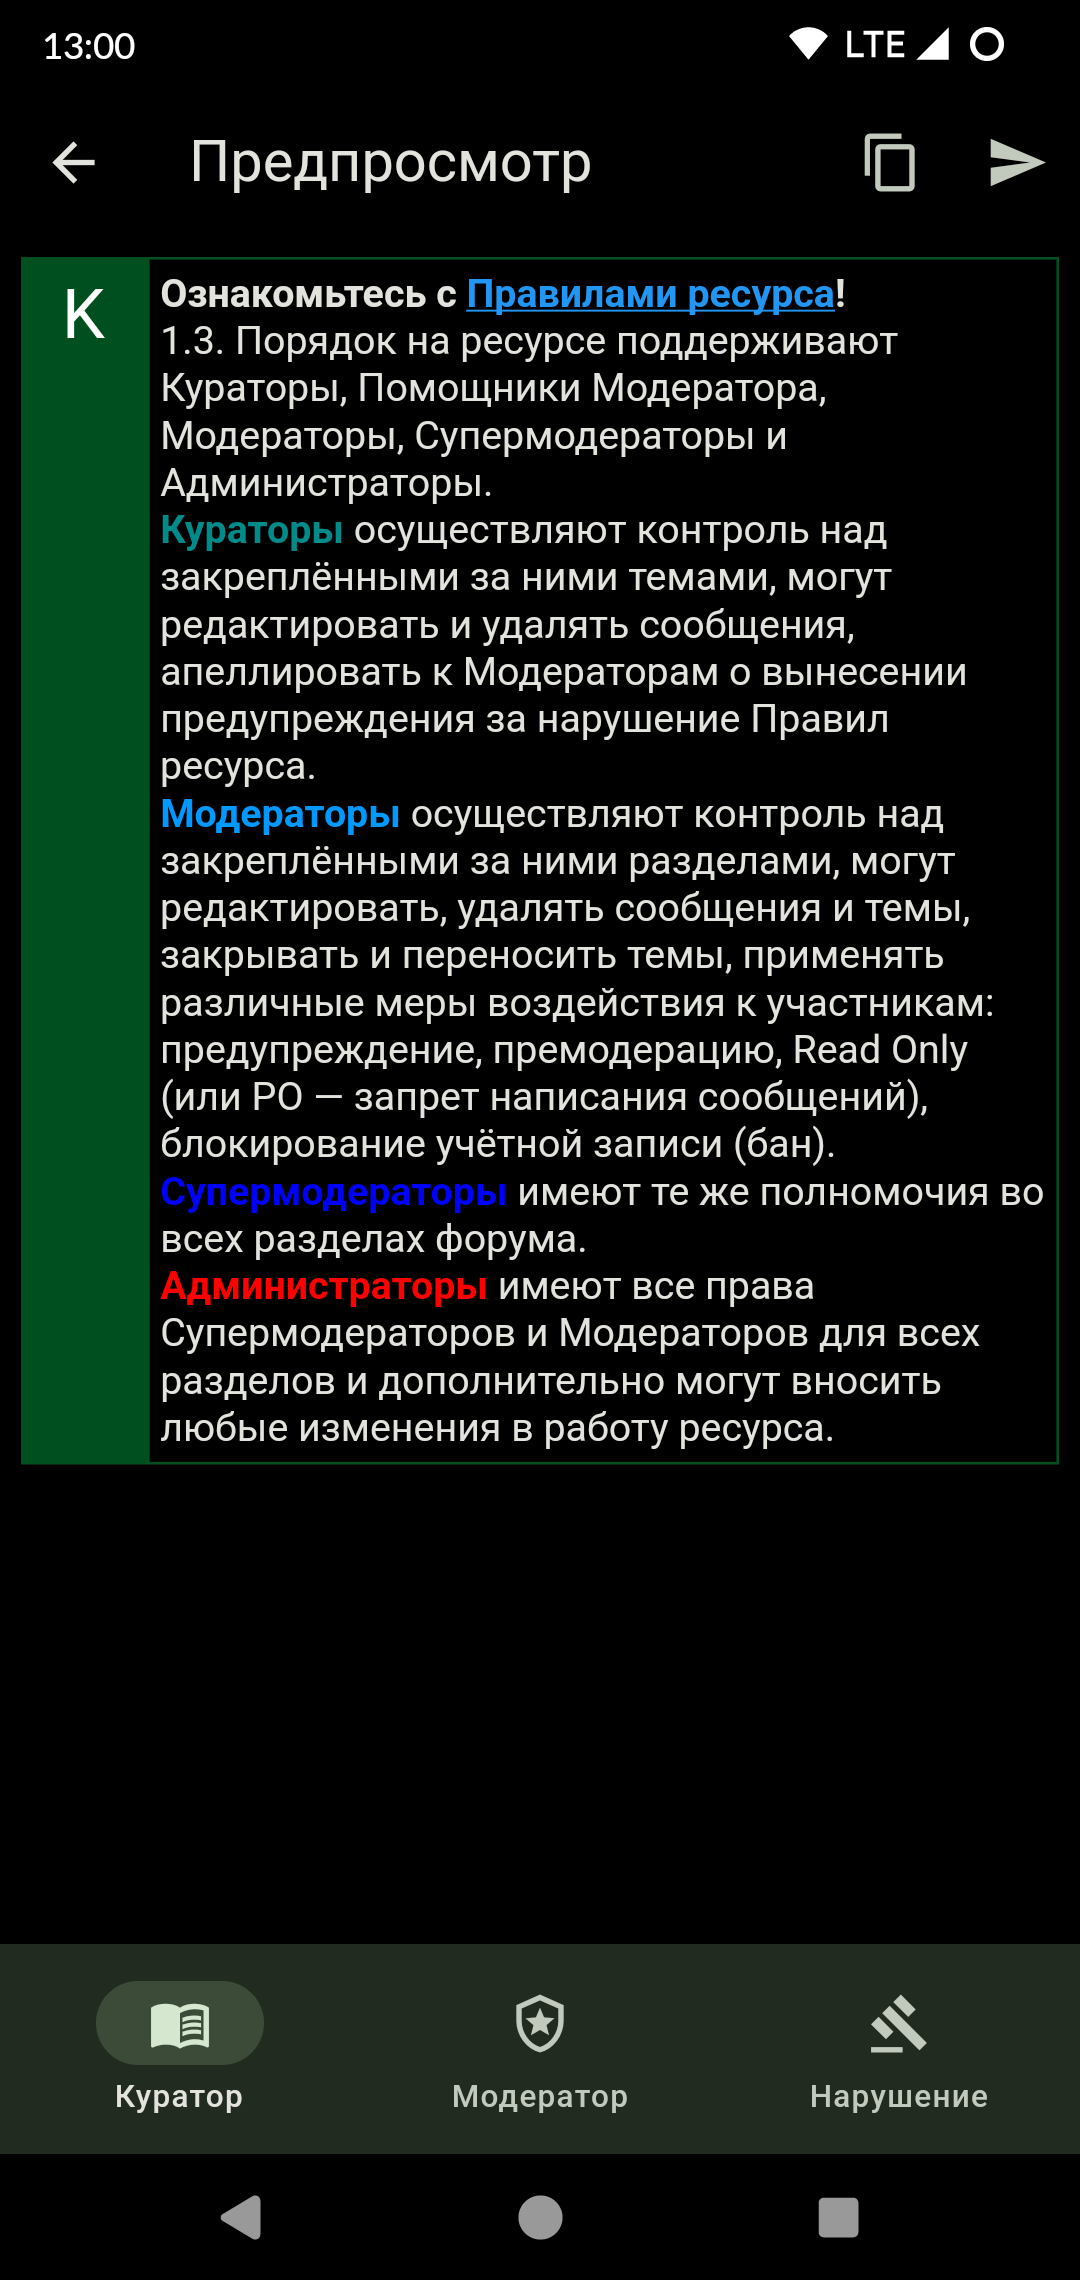 13:00
LTE
Предпросмотр
K
Ознакомьтесь с Правилами ресурса!
1.3. Порядок на ресурсе поддерживают
Кураторы, Помощники Модератора,
Модераторы, Супермодераторы и
Администраторы.
Кураторы осуществляют контроль над
закреплёнными за ними темами, могут
редактировать и удалять сообщения,
апеллировать к Модераторам о вынесении
предупреждения за нарушение Правил
ресурса.
Модераторы осуществляют контроль над
закреплёнными за ними разделами, могут
редактировать, удалять сообщения и темы,
закрывать и переносить темы, применять
различные меры воздействия к участникам:
предупреждение, премодерацию, Read Only
(или РО — запрет написания сообщений),
блокирование учётной записи (бан).
Супермодераторы имеют те же полномочия во
всех разделах форума.
Администраторы имеют все права
Супермодераторов и Модераторов для всех
разделов и дополнительно могут вносить
любые изменения в работу ресурса.
Куратор
Модератор
Нарушение